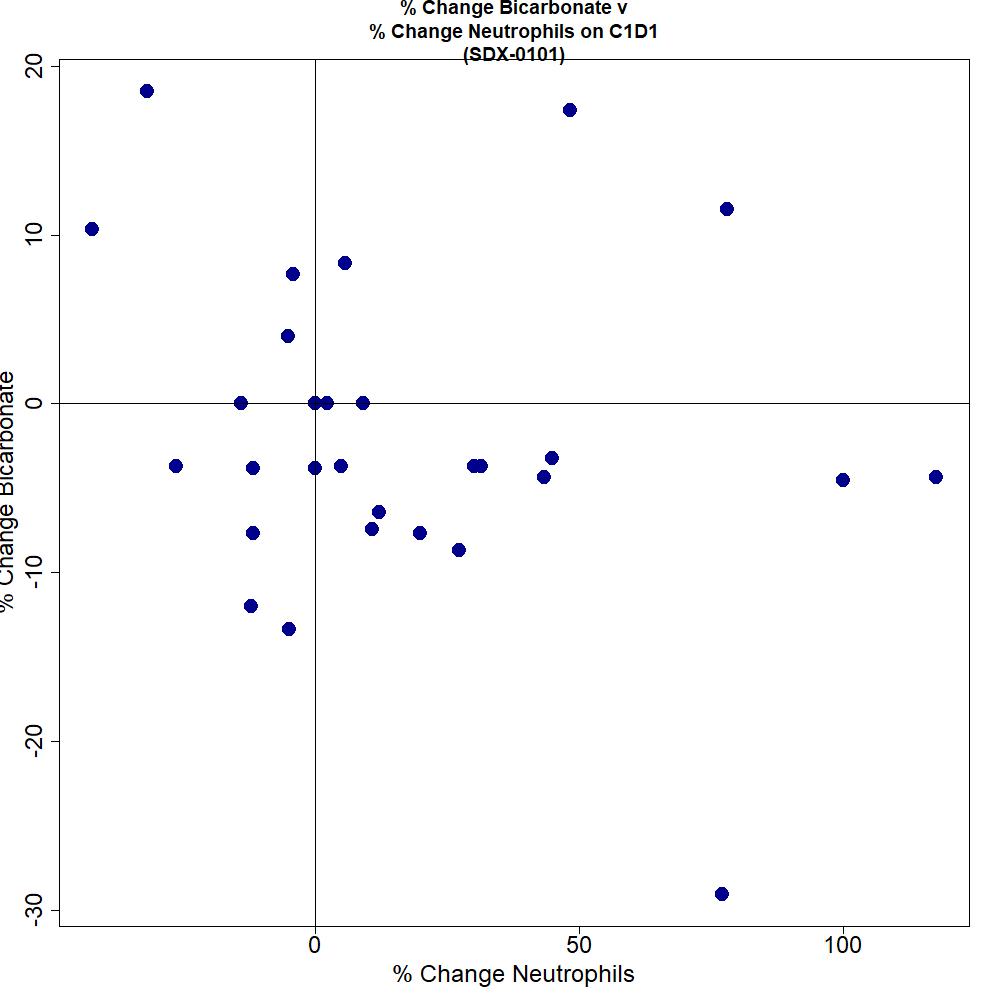 % Change Bicarbonate v
% Change Neutrophils on C1D1
(SDX-0101)
20
10
0
-10
-20
-30
% Change Bicarbonate
0
50
100
% Change Neutrophils